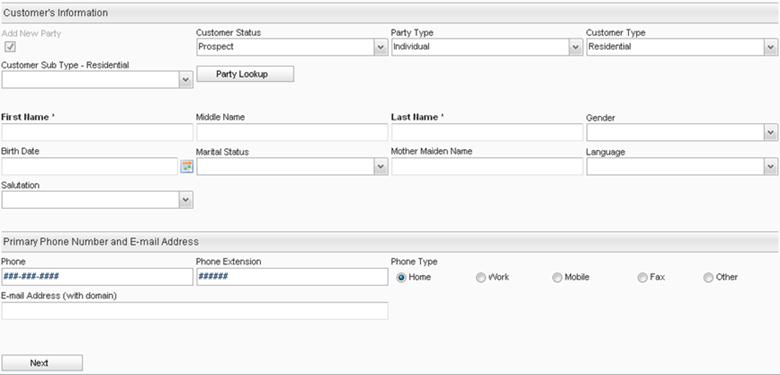 Customer's Information
Add New Party Customer Status Party Type Customer Type
Prospect Individual Residential
Customer Sub Type - Residential
Party Lookup
First Name * Middle Name Last Name * Gender
Birth Date Marital Status Mother Maiden Name Language
Salutation
Primary Phone Number and E-mail Address
Phone Phone Extension Phone Type
###-###-#### ###### Home Work Mobile Fax Other
E-mail Address (with domain)
Next